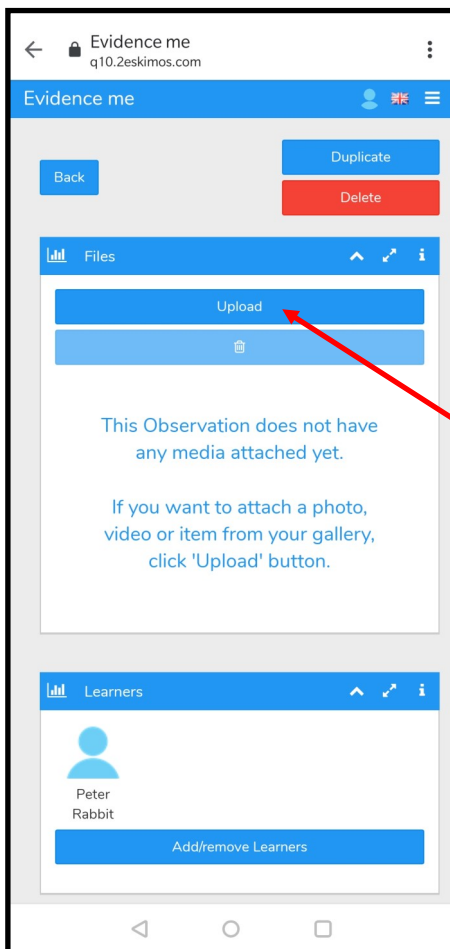 Evidence me
q10.2eskimos.com
Evidence me
Back
Duplicate
Delete
Files
Upload
This Observation does not have
any media attached yet.
If you want to attach a photo,
video or item from your gallery,
click 'Upload' button.
Learners
Peter
Rabbit
Add/remove Learners